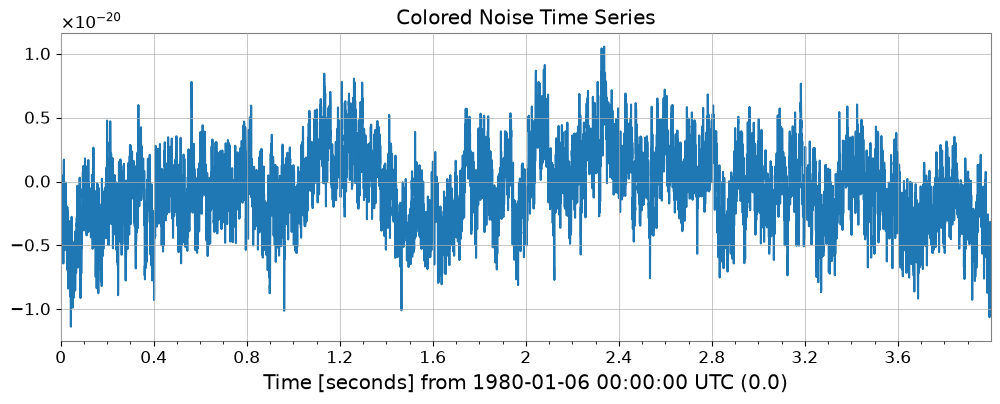 Colored Noise Time Series
×10⁻²⁰
1.0
0.5
0.0
−0.5
−1.0
0 0.4 0.8 1.2 1.6 2 2.4 2.8 3.2 3.6
Time [seconds] from 1980-01-06 00:00:00 UTC (0.0)